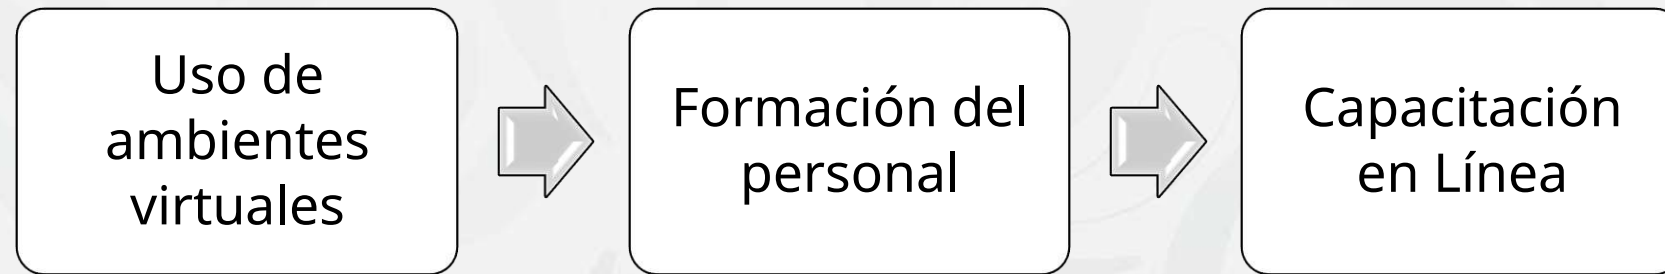 Uso de
ambientes
virtuales
Formación del
personal
Capacitación
en Línea